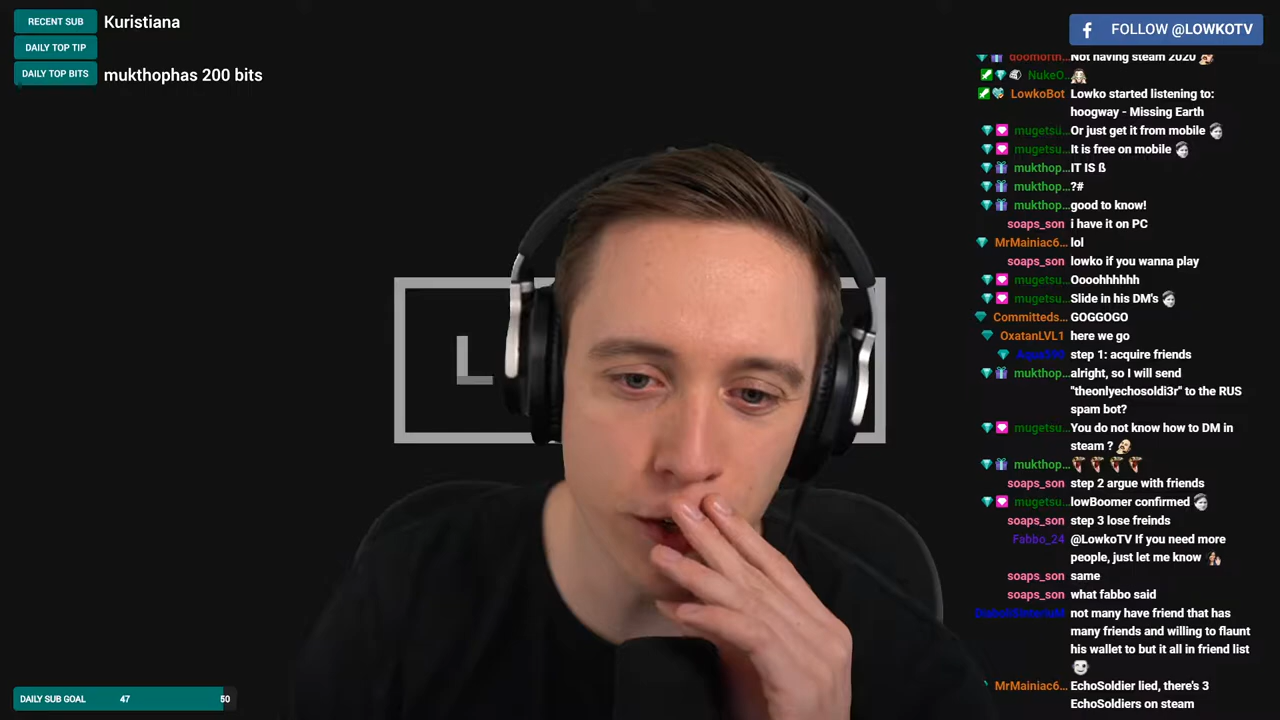 RECENT SUB Kuristiana
DAILY TOP TIP
DAILY TOP BITS mukthophas 200 bits
FOLLOW @LOWKOTV
doomofth... Not having steam 2020
NukeO...
LowkoBot Lowko started listening to:
hoogway - Missing Earth
mugetsu... Or just get it from mobile
mugetsu... It is free on mobile
mukthop... IT IS ß
mukthop... ?#
mukthop... good to know!
soaps_son i have it on PC
MrMainiac6... lol
soaps_son lowko if you wanna play
mugetsu... Ooohhhhhh
mugetsu... Slide in his DM's
Committeds... GOGGOGO
OxatanLVL1 here we go
step 1: acquire friends
mukthop... alright, so I will send
"theonlyechosoldi3r" to the RUS
spam bot?
mugetsu... You do not know how to DM in
steam ?
mukthop...
soaps_son step 2 argue with friends
mugetsu... lowBoomer confirmed
soaps_son step 3 lose freinds
Fabbo_24 @LowkoTV If you need more
people, just let me know
soaps_son same
soaps_son what fabbo said
not many have friend that has
many friends and willing to flaunt
his wallet to but it all in friend list
MrMainiac6... EchoSoldier lied, there's 3
EchoSoldiers on steam
L
DAILY SUB GOAL 47 50